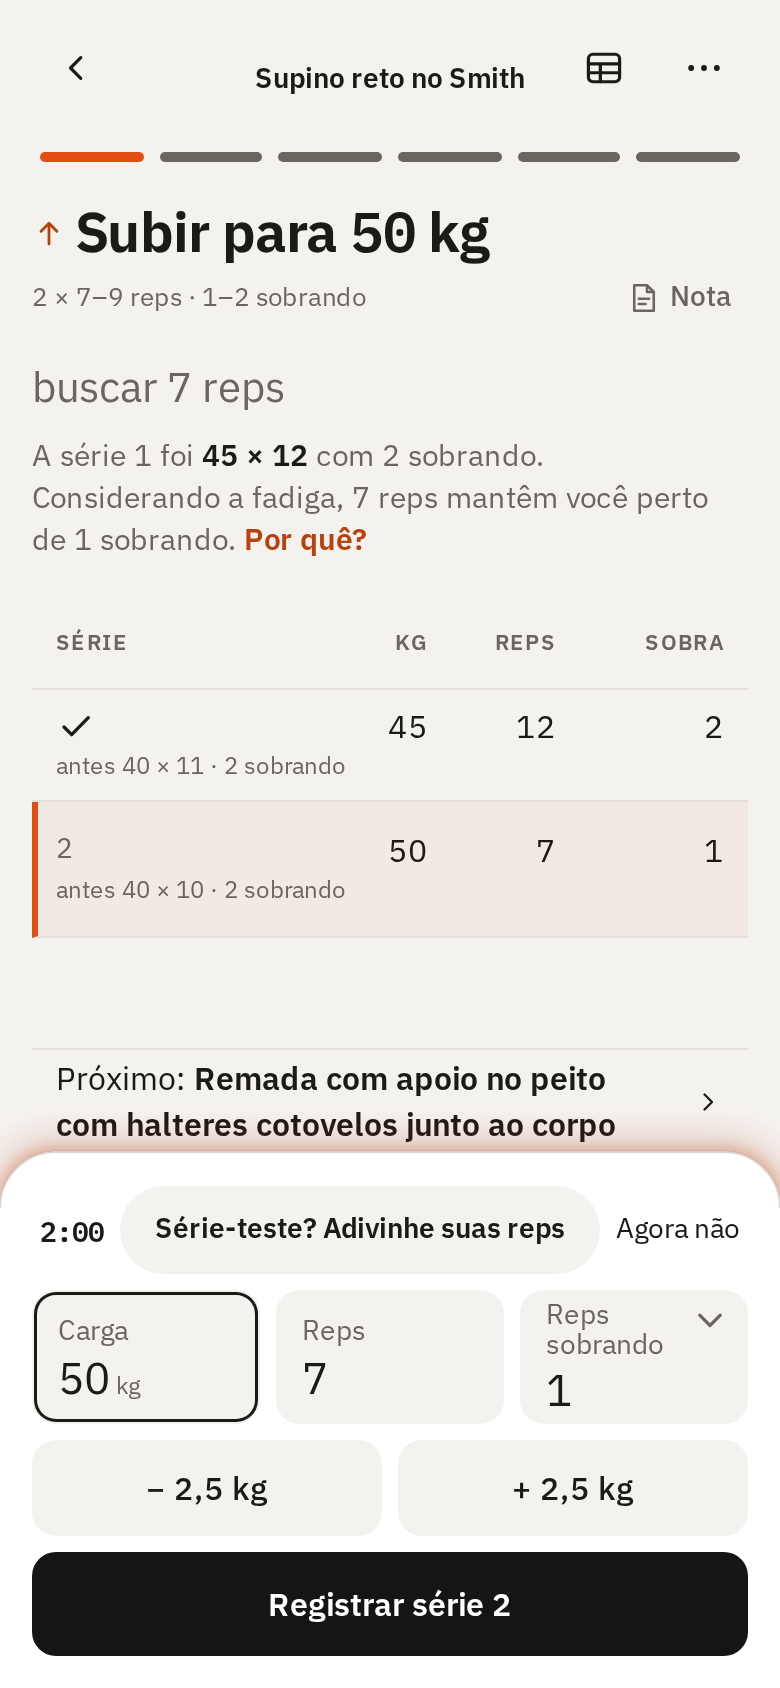 Supino reto no Smith
↑ Subir para 50 kg
2 × 7–9 reps · 1–2 sobrando
Nota
buscar 7 reps
A série 1 foi 45 × 12 com 2 sobrando.
Considerando a fadiga, 7 reps mantêm você perto
de 1 sobrando. Por quê?
SÉRIE KG REPS SOBRA
✓ 45 12 2
antes 40 × 11 · 2 sobrando
2 50 7 1
antes 40 × 10 · 2 sobrando
Próximo: Remada com apoio no peito
com halteres cotovelos junto ao corpo
2:00 Série-teste? Adivinhe suas reps Agora não
Carga
50 kg
Reps
7
Reps
sobrando
1
− 2,5 kg
+ 2,5 kg
Registrar série 2